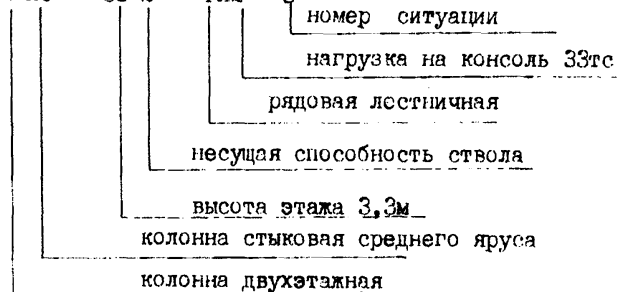 номер ситуации
нагрузка на консоль 33тс
рядовая лестничная
несущая способность ствола
высота этажа 3,3м
колонна стыковая среднего яруса
колонна двухэтажная